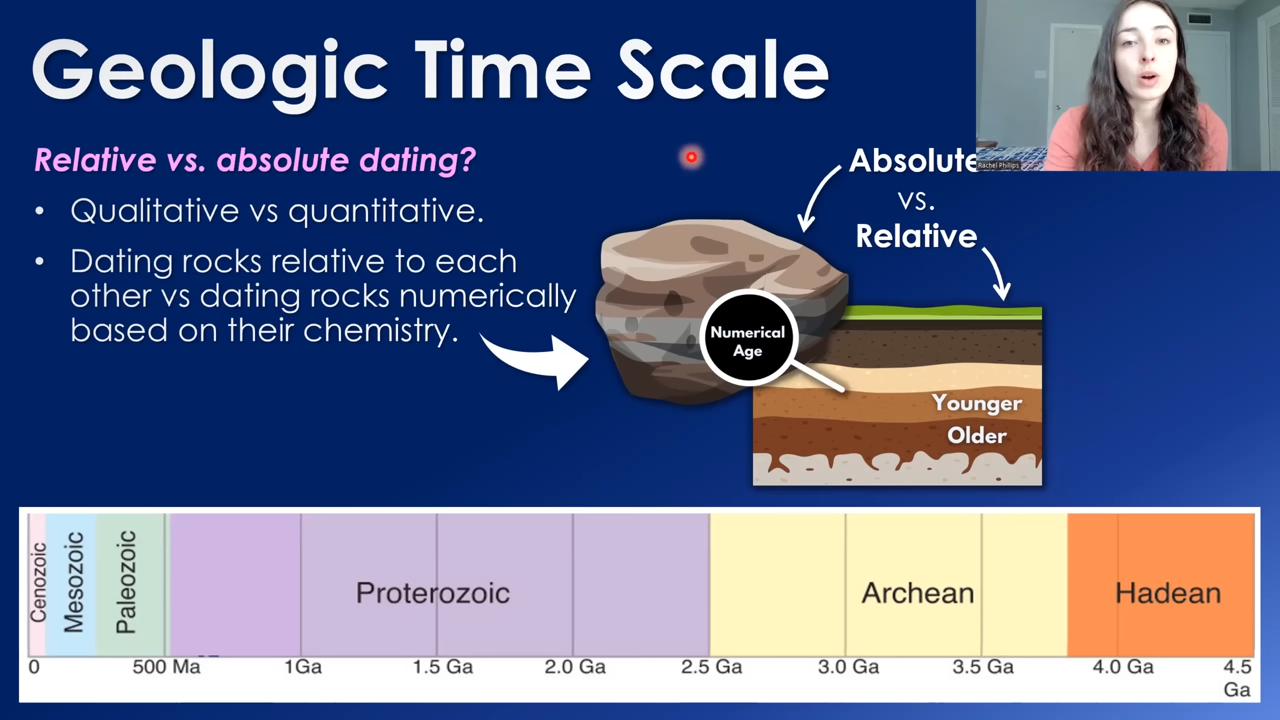 Geologic Time Scale
Relative vs. absolute dating?
• Qualitative vs quantitative.
• Dating rocks relative to each
other vs dating rocks numerically
based on their chemistry.
Absolute
vs.
Relative
Numerical
Age
Younger
Older
Rachel Phillips
Cenozoic
Mesozoic
Paleozoic
Proterozoic
Archean
Hadean
0 500 Ma 1Ga 1.5 Ga 2.0 Ga 2.5 Ga 3.0 Ga 3.5 Ga 4.0 Ga 4.5
Ga